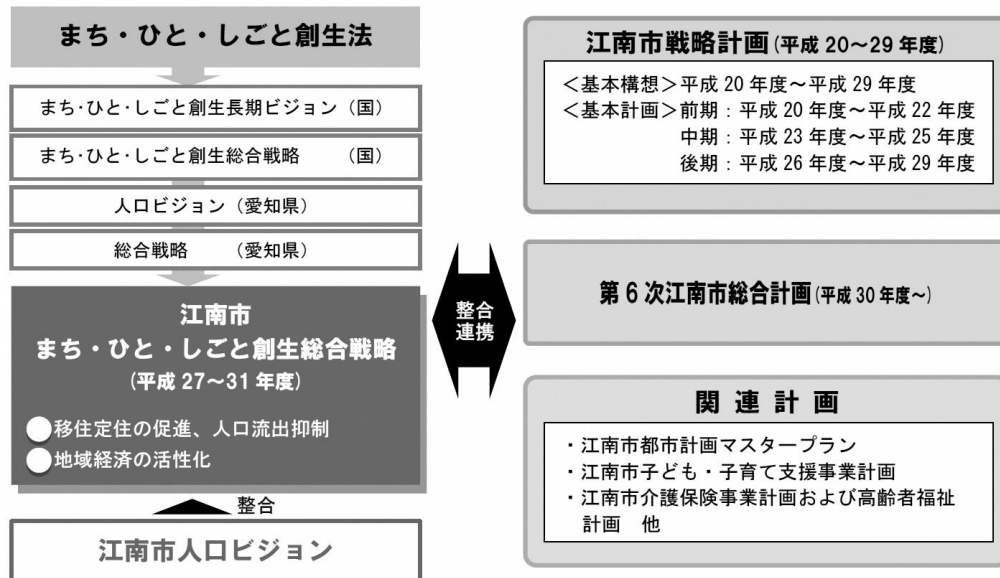 まち・ひと・しごと創生法
まち・ひと・しごと創生長期ビジョン（国）
まち・ひと・しごと創生総合戦略　　（国）
人口ビジョン（愛知県）
総合戦略　　（愛知県）
江南市
まち・ひと・しごと創生総合戦略
（平成 27～31 年度）
移住定住の促進、人口流出抑制
地域経済の活性化
整合
江南市人口ビジョン
整合
連携
江南市戦略計画（平成 20～29 年度）
＜基本構想＞平成 20 年度～平成 29 年度
＜基本計画＞前期：平成 20 年度～平成 22 年度
中期：平成 23 年度～平成 25 年度
後期：平成 26 年度～平成 29 年度
第 6 次江南市総合計画（平成 30 年度～）
関 連 計 画
・江南市都市計画マスタープラン
・江南市子ども・子育て支援事業計画
・江南市介護保険事業計画および高齢者福祉
計画　他